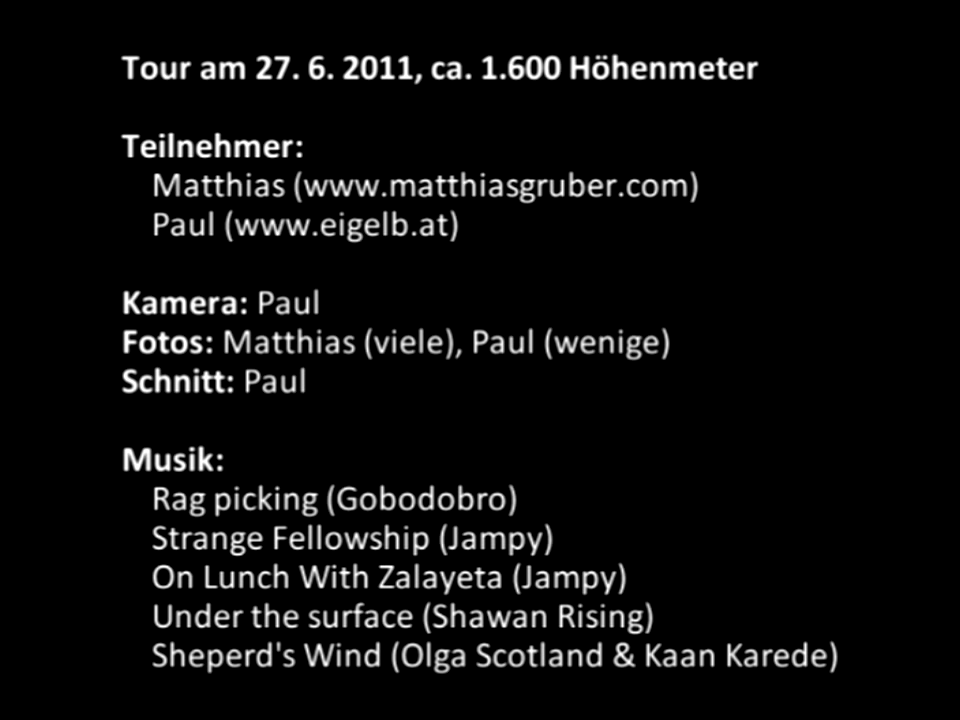 Tour am 27. 6. 2011, ca. 1.600 Höhenmeter
Teilnehmer:
Matthias (www.matthiasgruber.com)
Paul (www.eigelb.at)
Kamera: Paul
Fotos: Matthias (viele), Paul (wenige)
Schnitt: Paul
Musik:
Rag picking (Gobodobro)
Strange Fellowship (Jampy)
On Lunch With Zalayeta (Jampy)
Under the surface (Shawan Rising)
Sheperd's Wind (Olga Scotland & Kaan Karede)